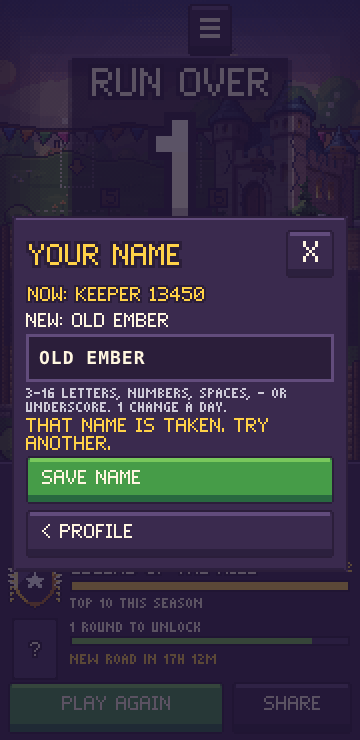 RUN OVER
1
YOUR NAME
X
NOW: KEEPER 13450
NEW: OLD EMBER
OLD EMBER
3-16 LETTERS, NUMBERS, SPACES, - OR
UNDERSCORE. 1 CHANGE A DAY.
THAT NAME IS TAKEN. TRY
ANOTHER.
SAVE NAME
< PROFILE
TOP 10 THIS SEASON
1 ROUND TO UNLOCK
?
NEW ROAD IN 17H 12M
PLAY AGAIN
SHARE